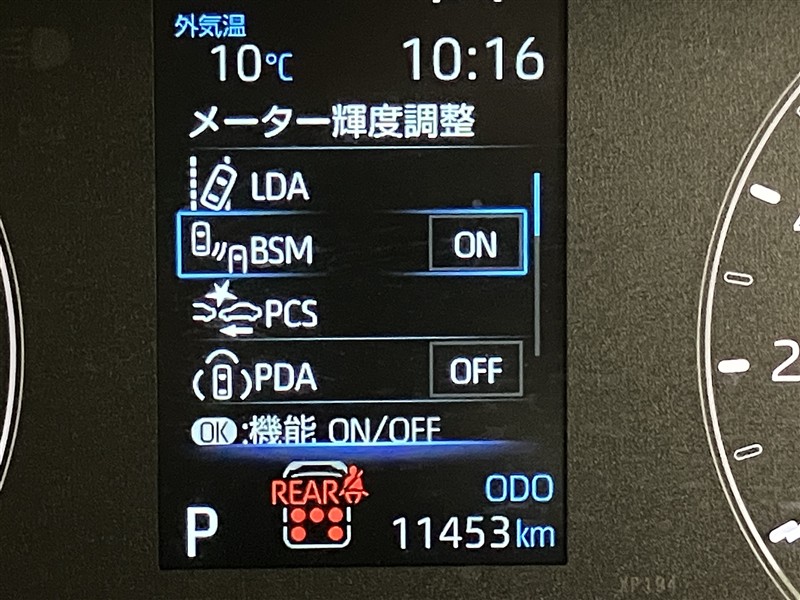 外気温
10℃ 10:16
メーター輝度調整
LDA
BSM ON
PCS
PDA OFF
OK:機能 ON/OFF
REAR
ODO
P 11453km
2